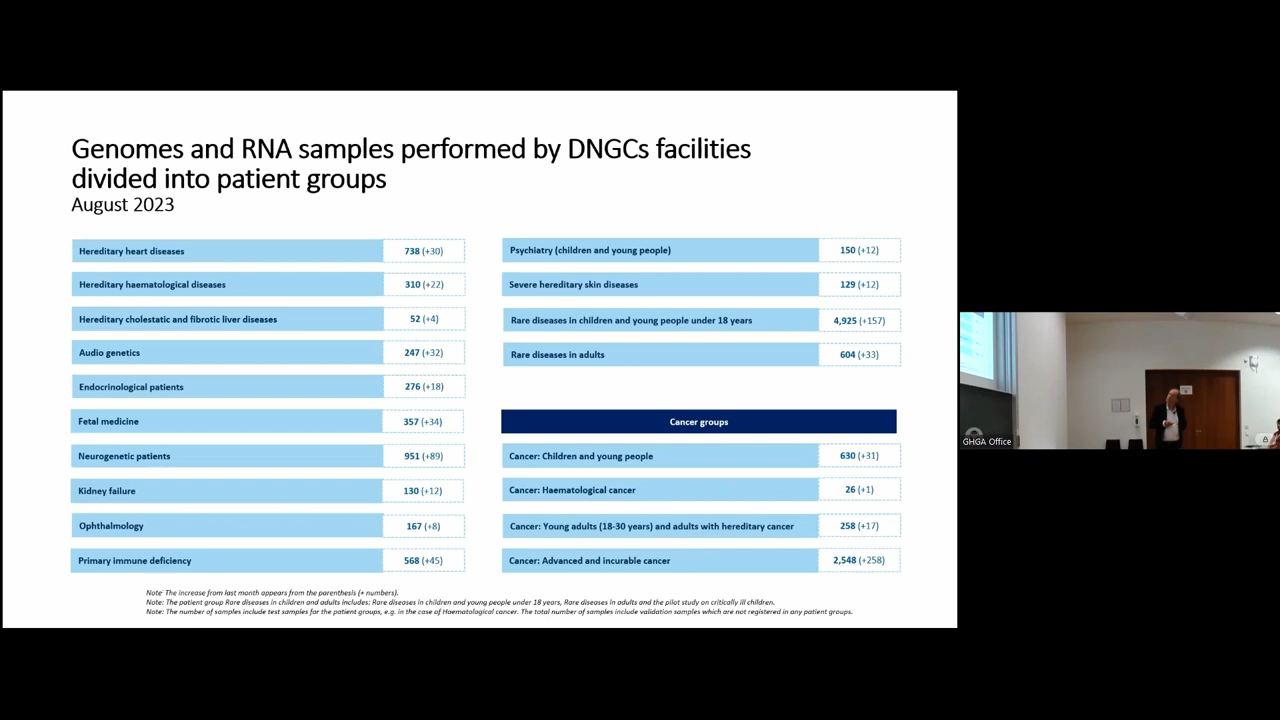 Genomes and RNA samples performed by DNGCs facilities
divided into patient groups
August 2023
Hereditary heart diseases 738 (+30)
Hereditary haematological diseases 310 (+22)
Hereditary cholestatic and fibrotic liver diseases 52 (+4)
Audio genetics 247 (+32)
Endocrinological patients 276 (+18)
Fetal medicine 357 (+34)
Neurogenetic patients 951 (+89)
Kidney failure 130 (+12)
Ophthalmology 167 (+8)
Primary immune deficiency 568 (+45)
Psychiatry (children and young people) 150 (+12)
Severe hereditary skin diseases 129 (+12)
Rare diseases in children and young people under 18 years 4,925 (+157)
Rare diseases in adults 604 (+33)
Cancer groups
Cancer: Children and young people 630 (+31)
Cancer: Haematological cancer 26 (+1)
Cancer: Young adults (18-30 years) and adults with hereditary cancer 258 (+17)
Cancer: Advanced and incurable cancer 2,548 (+258)
Note The increase from last month appears from the parenthesis (+ numbers).
Note: The patient group Rare diseases in children and adults includes: Rare diseases in children and young people under 18 years, Rare diseases in adults and the pilot study on critically ill children.
Note: The number of samples include test samples for the patient groups, e.g. in the case of Haematological cancer. The total number of samples include validation samples which are not registered in any patient groups.
GHGA Office